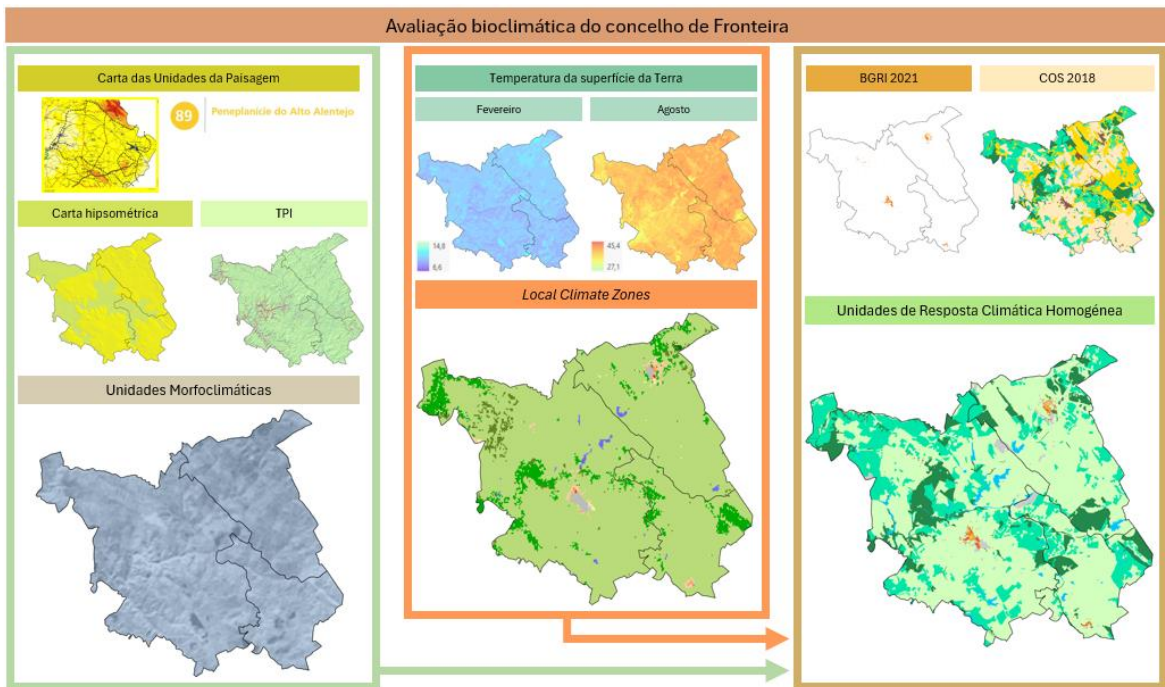 Avaliação bioclimática do concelho de Fronteira
Carta das Unidades da Paisagem
89
Peneplanície do Alto Alentejo
Carta hipsométrica
TPI
Unidades Morfoclimáticas
Temperatura da superfície da Terra
Fevereiro
Agosto
14,8
6,6
45,4
27,1
Local Climate Zones
BGRI 2021
COS 2018
Unidades de Resposta Climática Homogénea